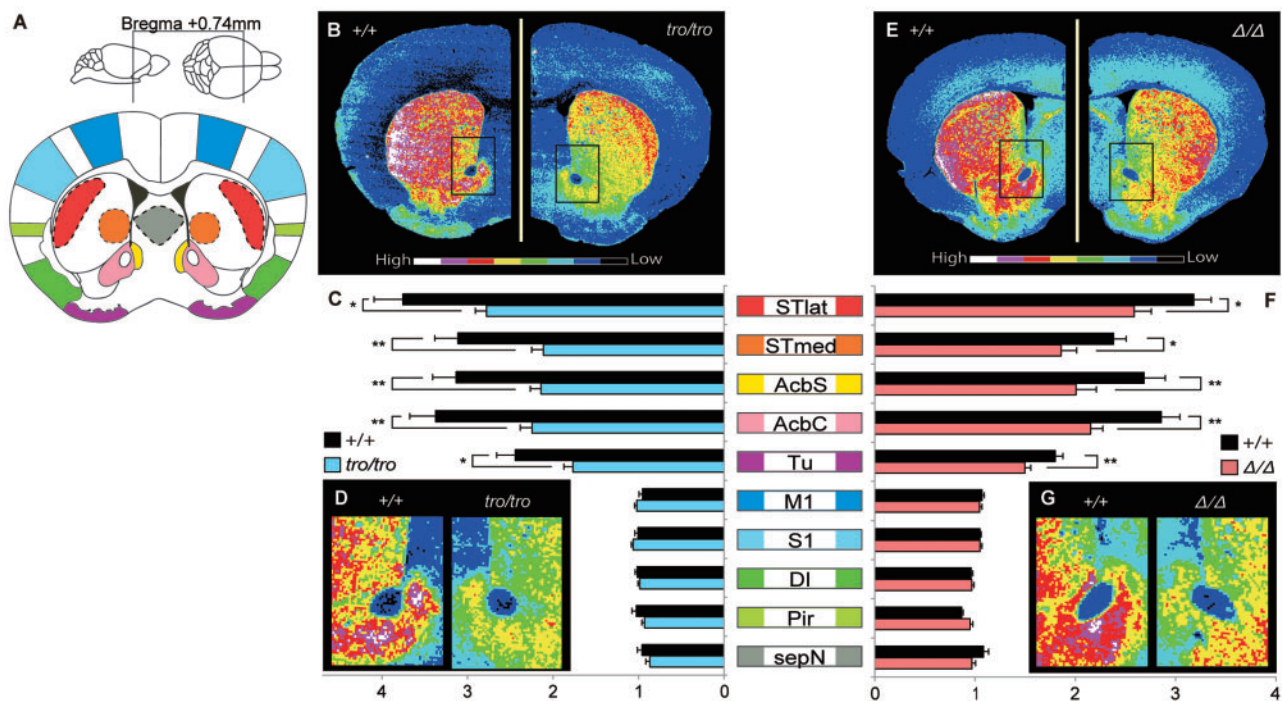 A
Bregma +0.74mm
B
+/+
tro/tro
High
Low
E
+/+
Δ/Δ
High
Low
C
*
**
**
**
*
+/+
tro/tro
STlat
STmed
AcbS
AcbC
Tu
M1
S1
DI
Pir
sepN
F
*
*
**
**
**
+/+
Δ/Δ
D
+/+
tro/tro
G
+/+
Δ/Δ
4 3 2 1 0
0 1 2 3 4